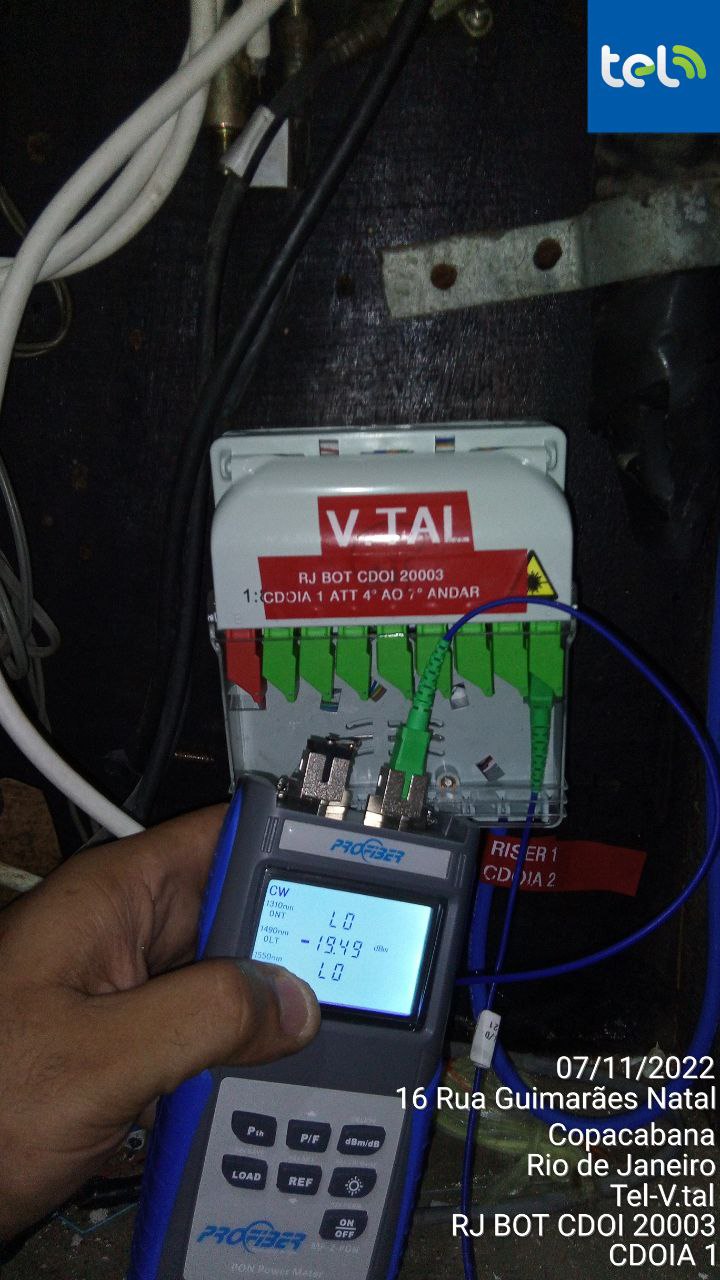 tel
V.TAL
RJ BOT CDOI 20003
CDOIA 1 ATT 4° AO 7° ANDAR
RISER 1
CDOIA 2
PROFIBER
CW
1310nm
ONT
LO
1490nm
OLT
-19.49 dBm
1550nm
LO
Pth
P/F
dBm/dB
LOAD
REF
ON
OFF
PROFIBER
PON Power Meter
07/11/2022
16 Rua Guimarães Natal
Copacabana
Rio de Janeiro
Tel-V.tal
RJ BOT CDOI 20003
CDOIA 1